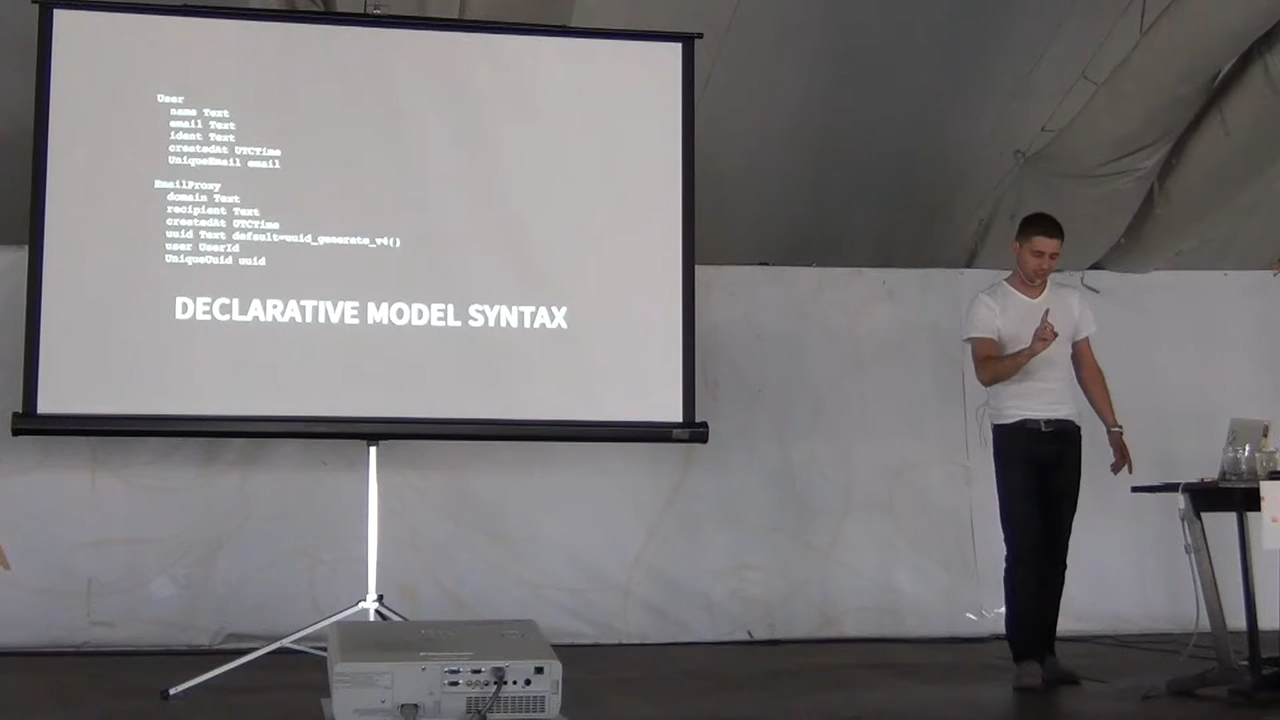 User
name Text
email Text
ident Text
createdAt UTCTime
UniqueEmail email
EmailProxy
domain Text
recipient Text
createdAt UTCTime
uuid Text default=uuid_generate_v4()
user UserId
UniqueUuid uuid
DECLARATIVE MODEL SYNTAX